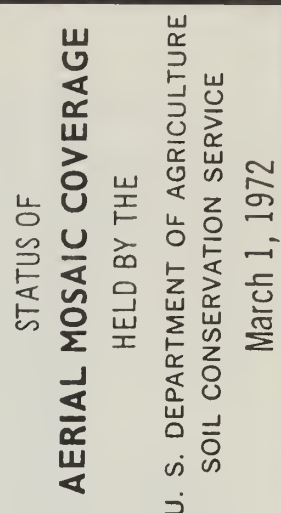 STATUS OF
AERIAL MOSAIC COVERAGE
HELD BY THE
U. S. DEPARTMENT OF AGRICULTURE
SOIL CONSERVATION SERVICE
March 1, 1972